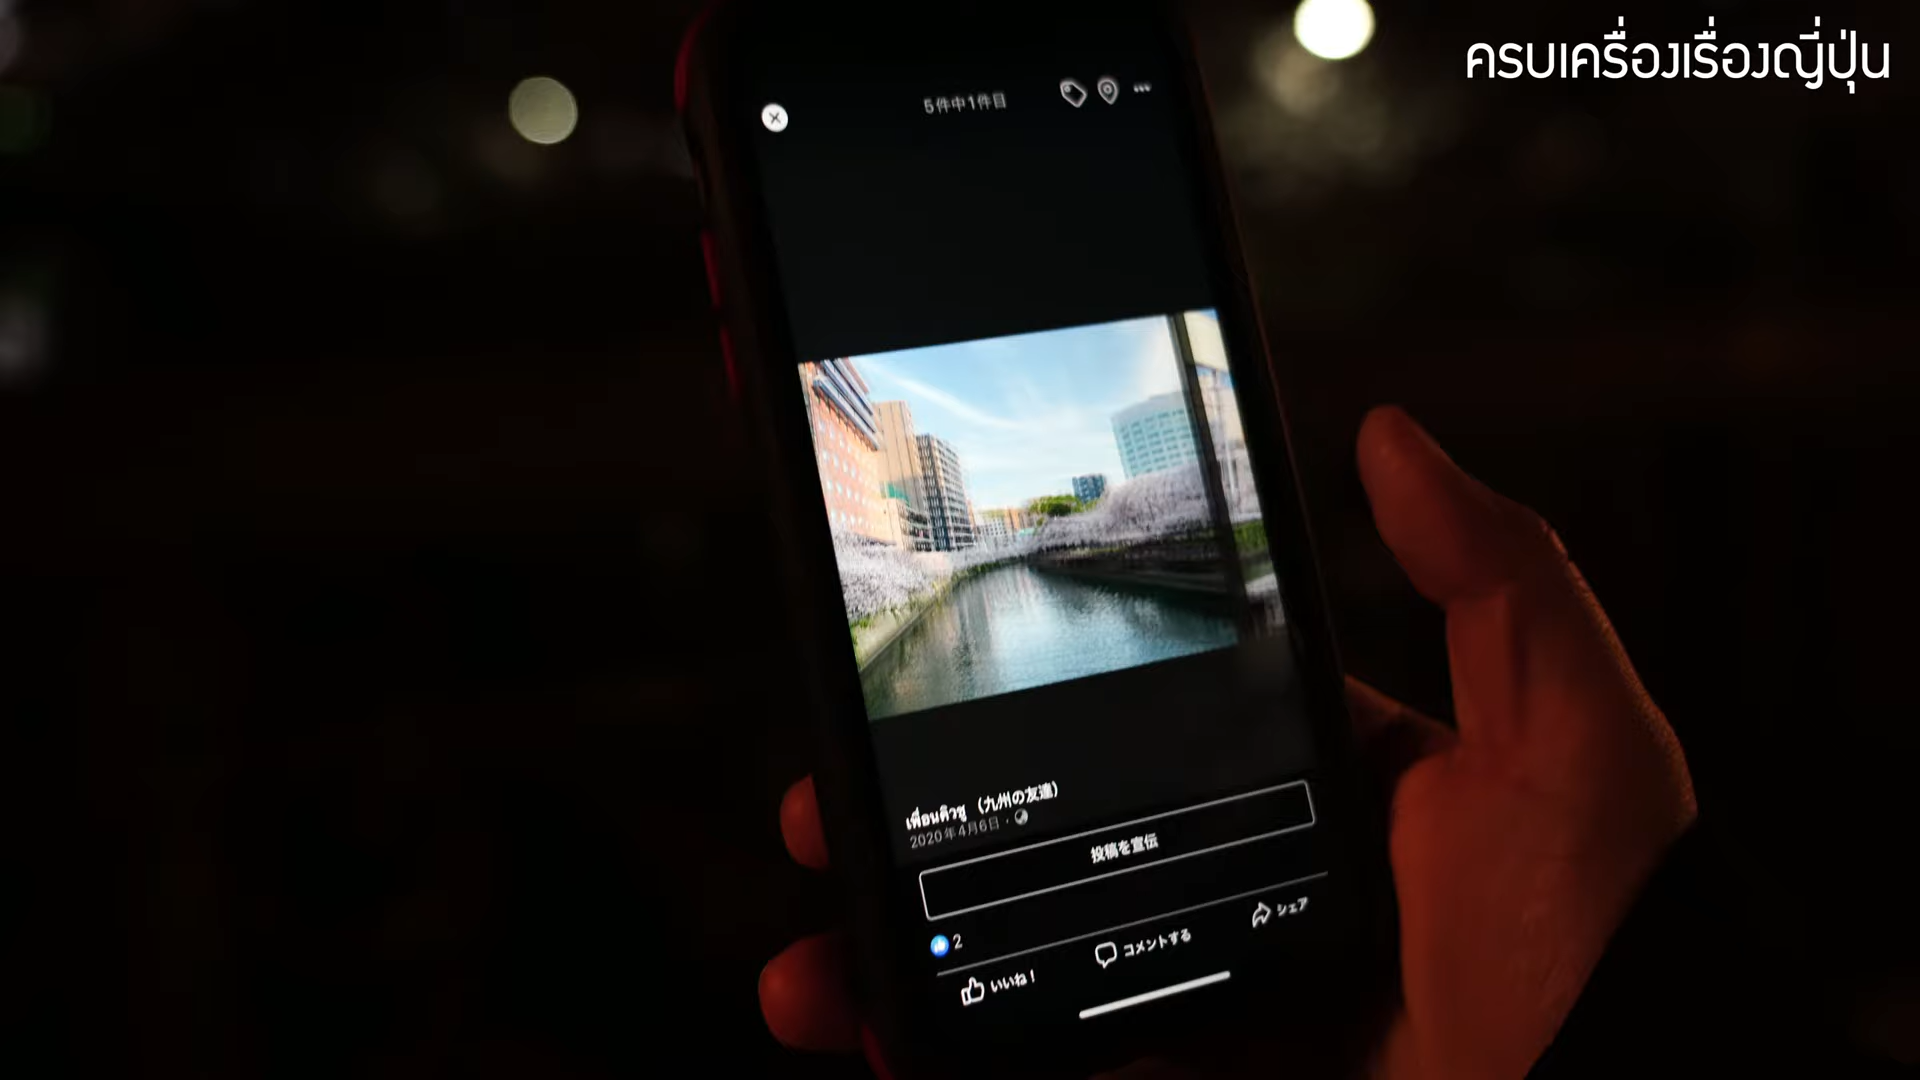 ครบเครื่องเรื่องญี่ปุ่น
5件中1件目
เพื่อนคิวชู (九州の友達)
2020年4月6日
投稿を宣伝
2
いいね！
コメントする
シェア